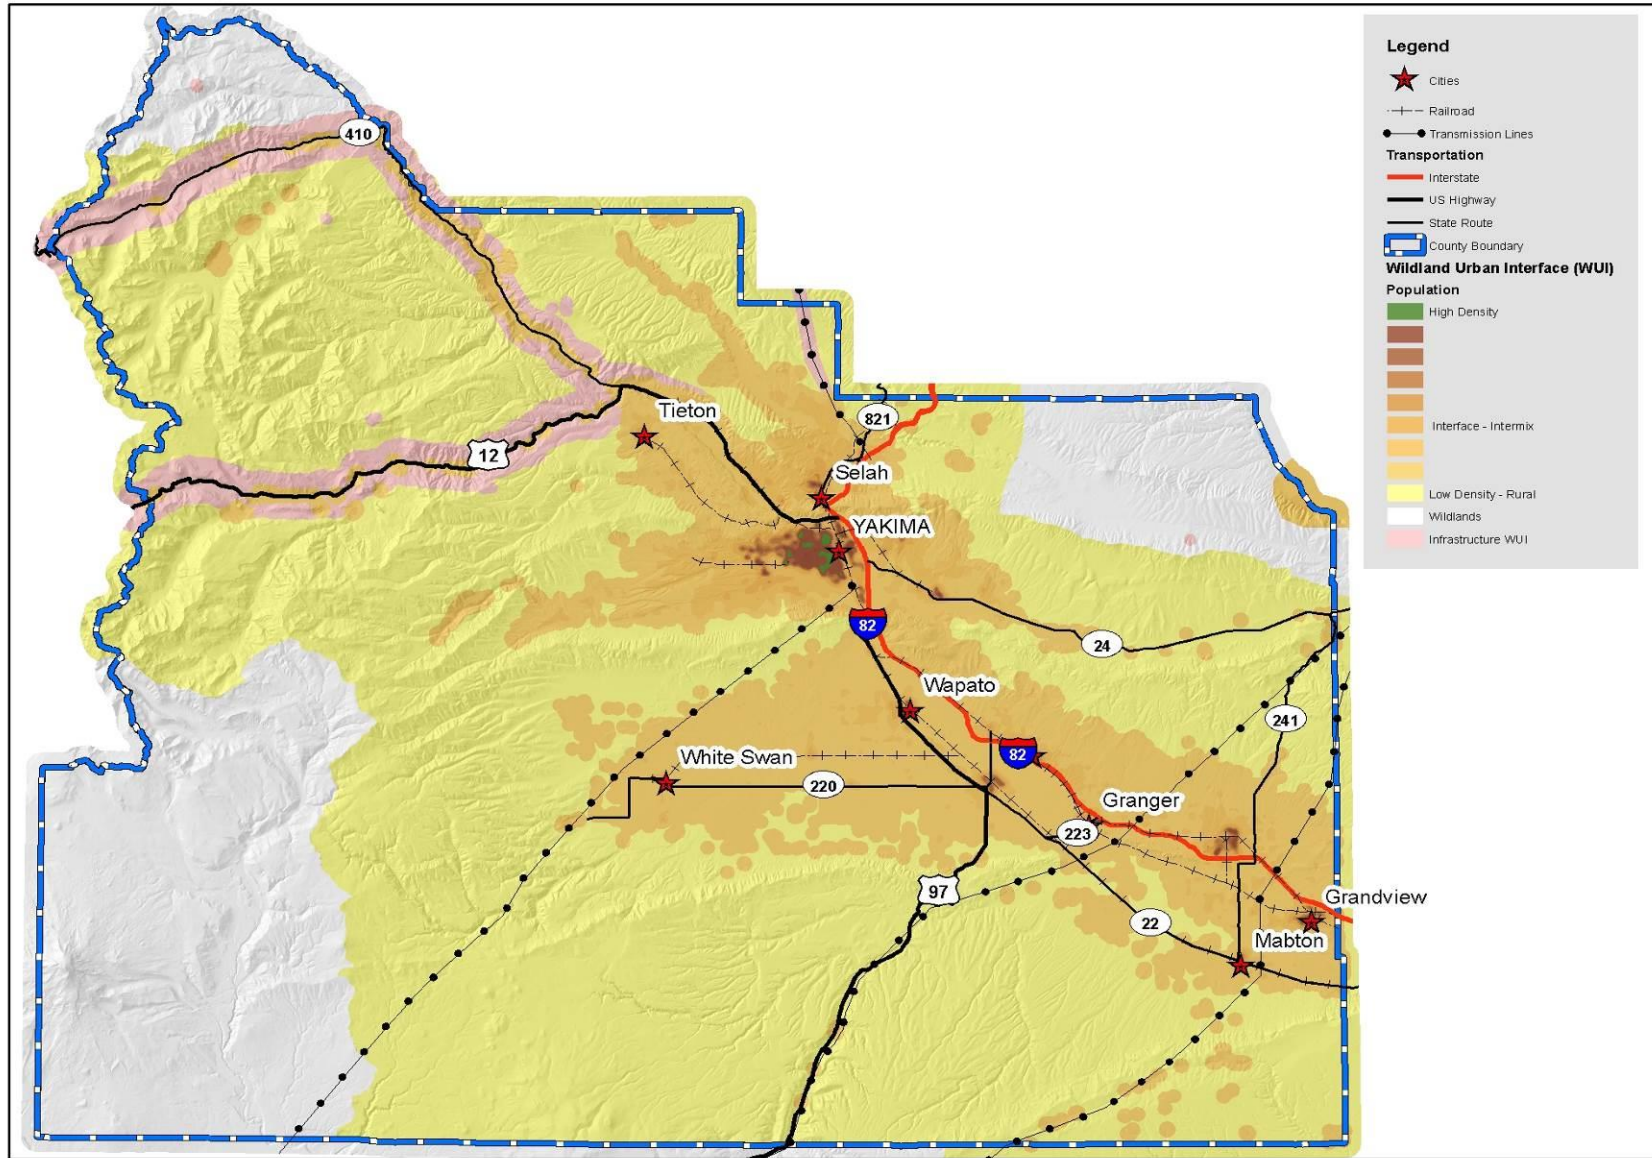 410
Tieton
821
12
Selah
YAKIMA
82
24
Wapato
241
White Swan
82
220
Granger
223
97
Grandview
22
Mabton
Legend
Cities
Railroad
Transmission Lines
Transportation
Interstate
US Highway
State Route
County Boundary
Wildland Urban Interface (WUI)
Population
High Density
Interface - Intermix
Low Density - Rural
Wildlands
Infrastructure WUI